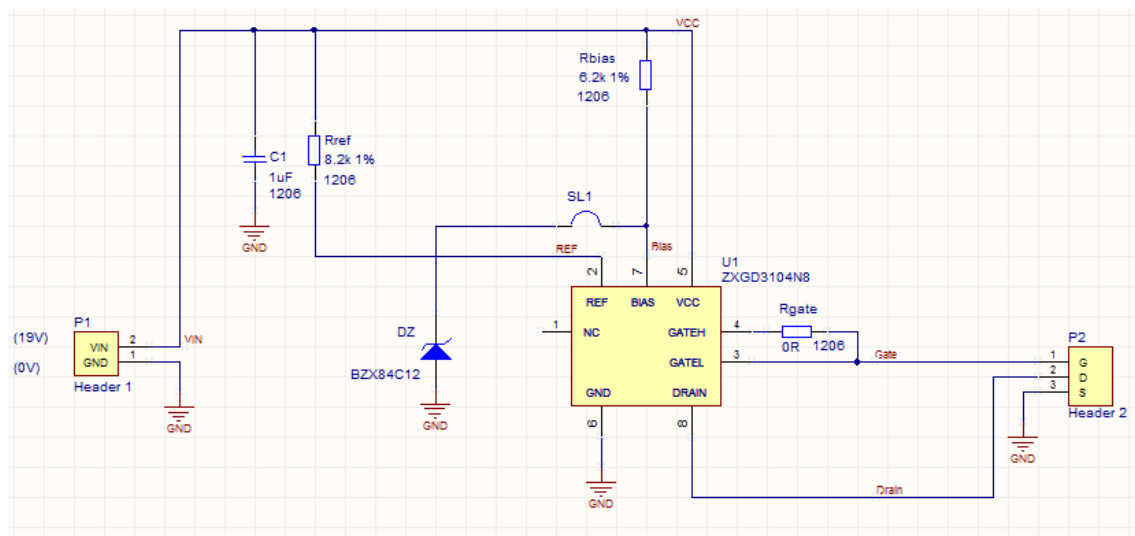 VCC
Rbias
6.2k 1%
1206
C1
1uF
1206
Rref
8.2k 1%
1206
GND
SL1
REF
Bias
U1
ZXGD3104N8
2
7
5
REF
BIAS
VCC
1
NC
GATEH
4
GATEL
3
GND
DRAIN
6
8
Rgate
0R
1206
Gate
P1
(19V)
VIN
2
VIN
(0V)
GND
1
Header 1
GND
DZ
BZX84C12
GND
P2
1
G
2
D
3
S
Header 2
GND
GND
Drain